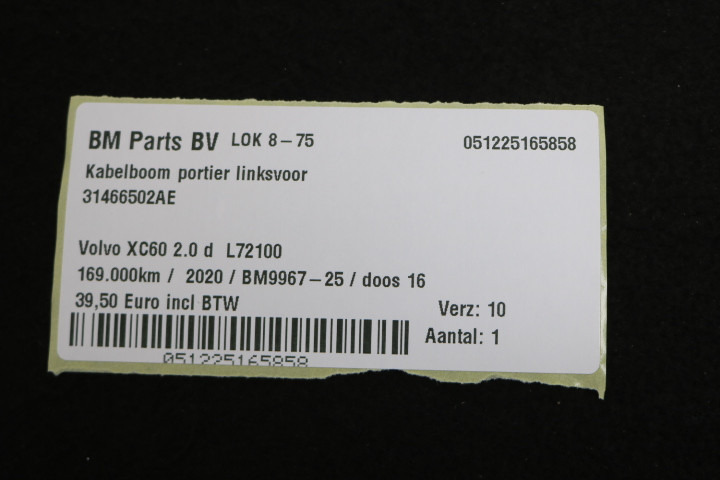 BM Parts BV LOK 8-75 051225165858
Kabelboom portier linksvoor
31466502AE
Volvo XC60 2.0 d L72100
169.000km / 2020 / BM9967-25 / doos 16
39,50 Euro incl BTW
Verz: 10
Aantal: 1
051225165858